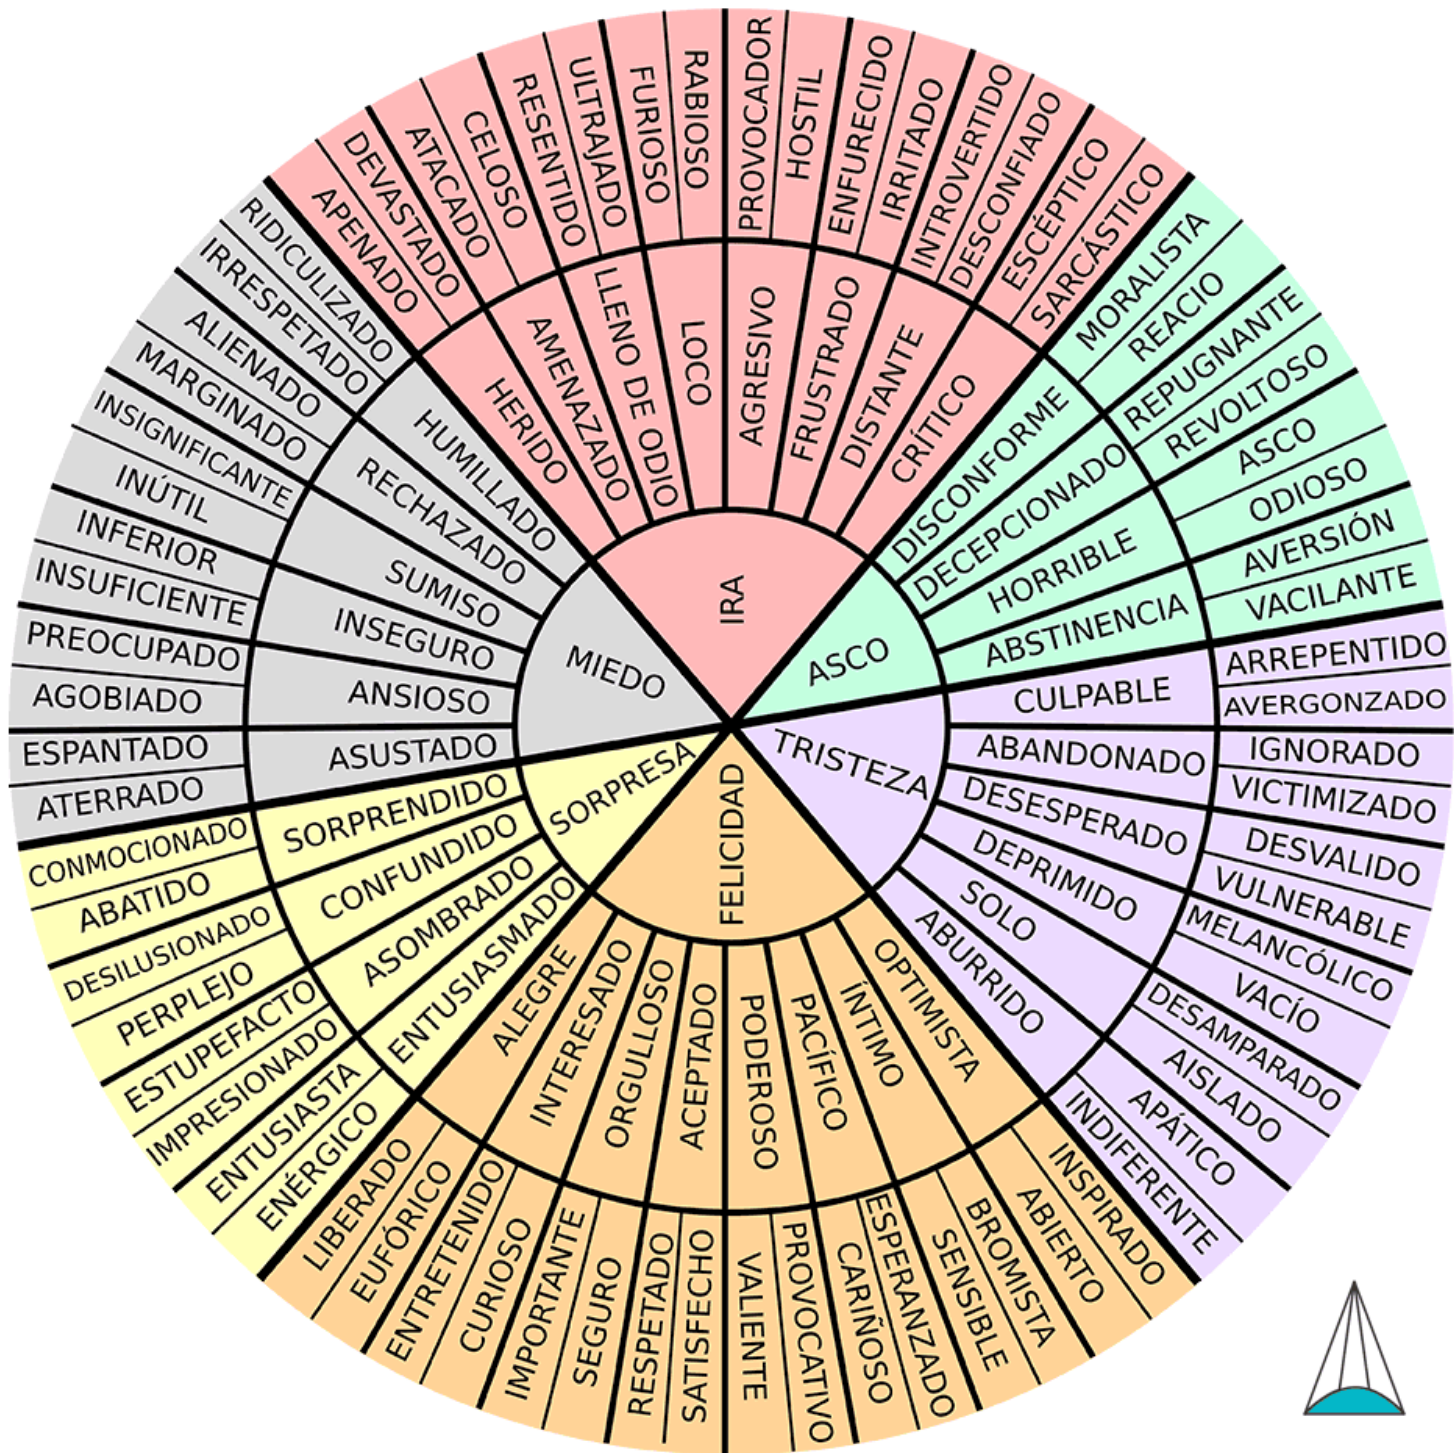 IRA
ASCO
TRISTEZA
FELICIDAD
SORPRESA
MIEDO
HERIDO
AMENAZADO
LLENO DE ODIO
LOCO
AGRESIVO
FRUSTRADO
DISTANTE
CRÍTICO
DISCONFORME
DECEPCIONADO
HORRIBLE
ABSTINENCIA
CULPABLE
ABANDONADO
DESESPERADO
DEPRIMIDO
SOLO
ABURRIDO
OPTIMISTA
ÍNTIMO
PACÍFICO
PODEROSO
ACEPTADO
ORGULLOSO
INTERESADO
ALEGRE
ENTUSIASMADO
ASOMBRADO
CONFUNDIDO
SORPRENDIDO
ASUSTADO
ANSIOSO
INSEGURO
SUMISO
RECHAZADO
HUMILLADO
APENADO
DEVASTADO
ATACADO
CELOSO
RESENTIDO
ULTRAJADO
FURIOSO
RABIOSO
PROVOCADOR
HOSTIL
ENFURECIDO
IRRITADO
INTROVERTIDO
DESCONFIADO
ESCÉPTICO
SARCÁSTICO
MORALISTA
REACIO
REPUGNANTE
REVOLTOSO
ASCO
ODIOSO
AVERSIÓN
VACILANTE
ARREPENTIDO
AVERGONZADO
IGNORADO
VICTIMIZADO
DESVALIDO
VULNERABLE
MELANCÓLICO
VACÍO
DESAMPARADO
AISLADO
APÁTICO
INDIFERENTE
INSPIRADO
ABIERTO
BROMISTA
SENSIBLE
ESPERANZADO
CARIÑOSO
PROVOCATIVO
VALIENTE
SATISFECHO
RESPETADO
SEGURO
IMPORTANTE
CURIOSO
ENTRETENIDO
EUFÓRICO
LIBERADO
ENÉRGICO
ENTUSIASTA
IMPRESIONADO
ESTUPEFACTO
PERPLEJO
DESILUSIONADO
ABATIDO
CONMOCIONADO
ATERRADO
ESPANTADO
AGOBIADO
PREOCUPADO
INSUFICIENTE
INFERIOR
INÚTIL
INSIGNIFICANTE
MARGINADO
ALIENADO
IRRESPETADO
RIDICULIZADO